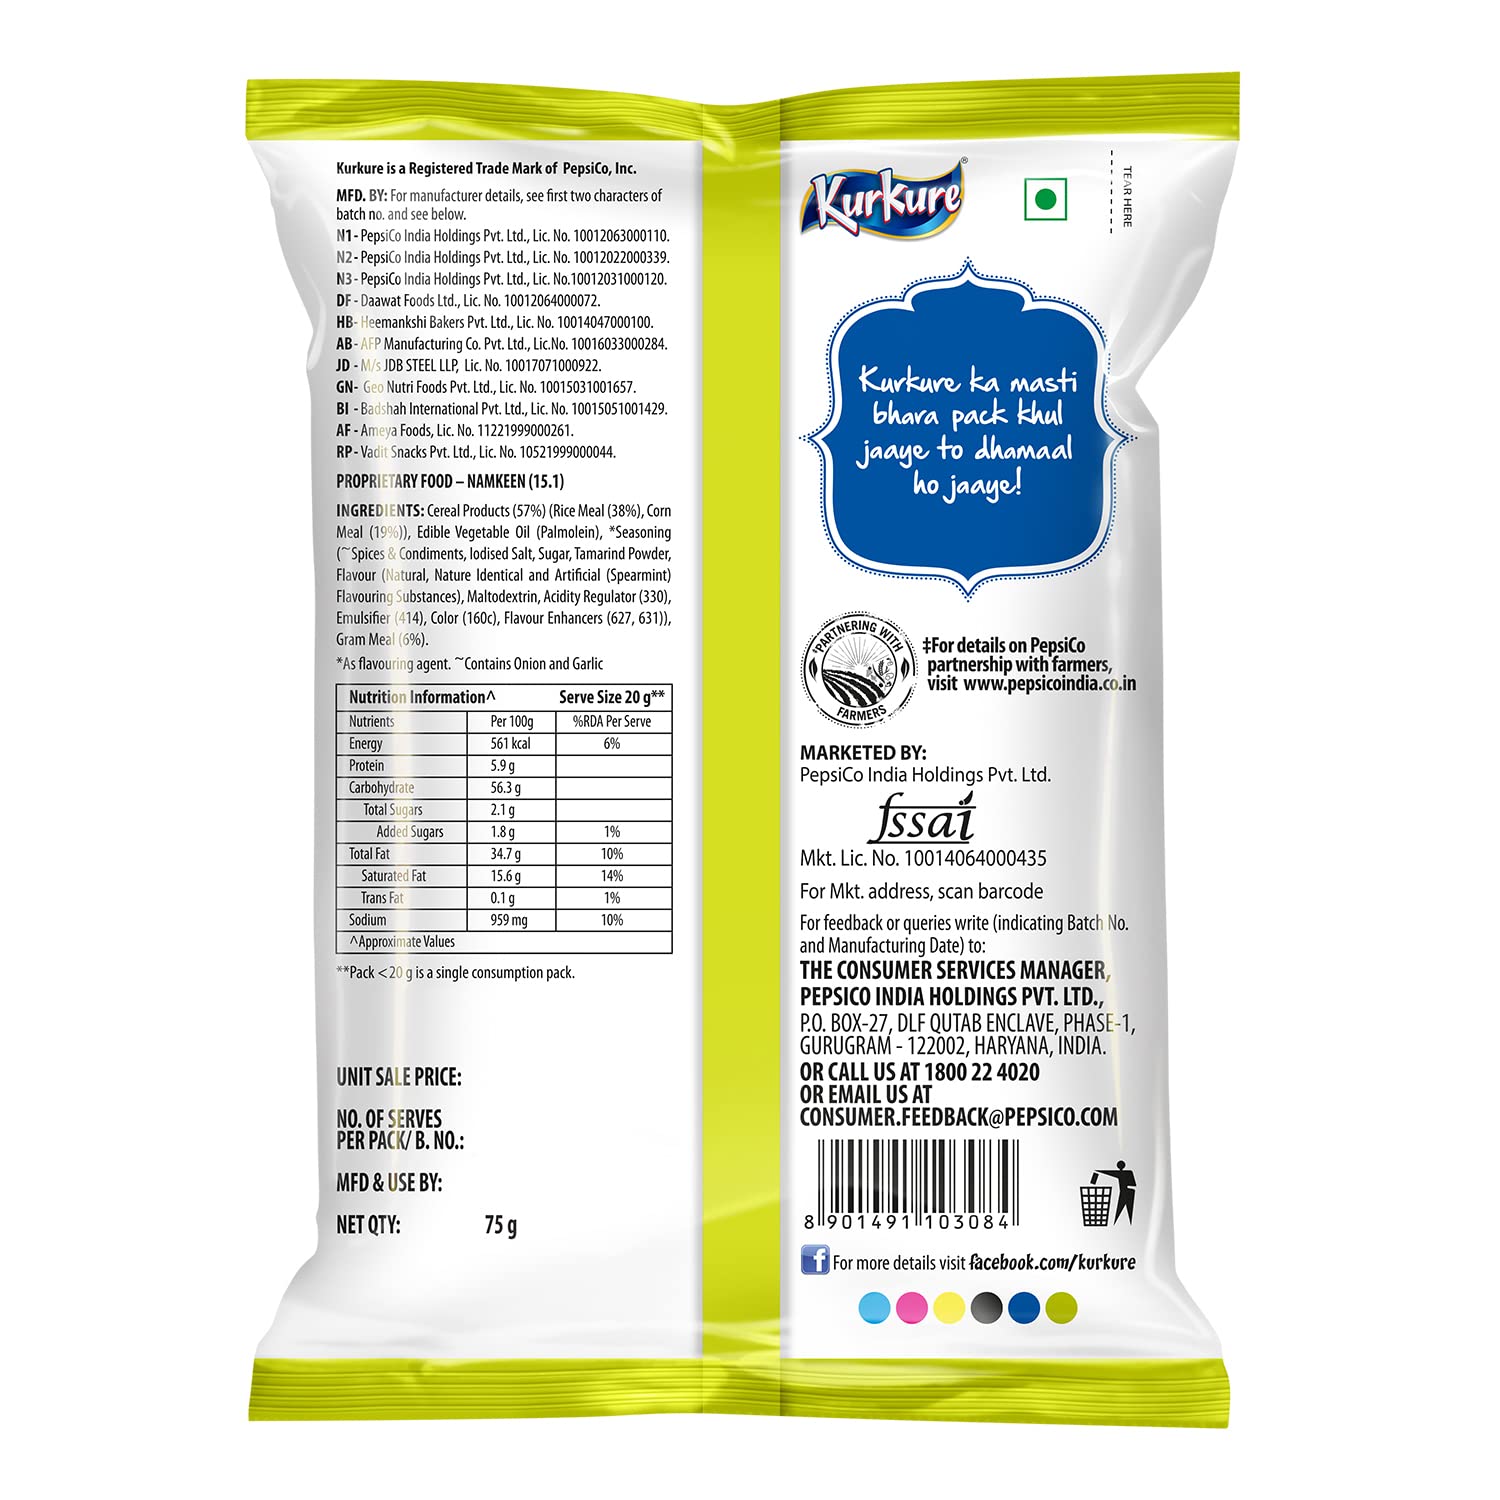 Kurkure is a Registered Trade Mark of PepsiCo, Inc.
MFD. BY: For manufacturer details, see first two characters of
batch no. and see below.
N1- PepsiCo India Holdings Pvt. Ltd., Lic. No. 10012063000110.
N2- PepsiCo India Holdings Pvt. Ltd., Lic. No. 10012022000339.
N3- PepsiCo India Holdings Pvt. Ltd., Lic. No.10012031000120.
DF - Daawat Foods Ltd., Lic. No. 10012064000072.
HB- Heemankshi Bakers Pvt. Ltd., Lic. No. 10014047000100.
AB- AFP Manufacturing Co. Pvt. Ltd., Lic.No. 10016033000284.
JD - M/s JDB STEEL LLP, Lic. No. 10017071000922.
GN- Geo Nutri Foods Pvt. Ltd., Lic. No. 10015031001657.
BI - Badshah International Pvt. Ltd., Lic. No. 10015051001429.
AF - Ameya Foods, Lic. No. 11221999000261.
RP- Vadit Snacks Pvt. Ltd., Lic. No. 10521999000044.
PROPRIETARY FOOD – NAMKEEN (15.1)
INGREDIENTS: Cereal Products (57%) (Rice Meal (38%), Corn
Meal (19%)), Edible Vegetable Oil (Palmolein), *Seasoning
(~Spices & Condiments, Iodised Salt, Sugar, Tamarind Powder,
Flavour (Natural, Nature Identical and Artificial (Spearmint)
Flavouring Substances), Maltodextrin, Acidity Regulator (330),
Emulsifier (414), Color (160c), Flavour Enhancers (627, 631)),
Gram Meal (6%).
*As flavouring agent. ~Contains Onion and Garlic
Nutrition Information^ Serve Size 20 g**
Nutrients Per 100g %RDA Per Serve
Energy 561 kcal 6%
Protein 5.9 g
Carbohydrate 56.3 g
Total Sugars 2.1 g
Added Sugars 1.8 g 1%
Total Fat 34.7 g 10%
Saturated Fat 15.6 g 14%
Trans Fat 0.1 g 1%
Sodium 959 mg 10%
^Approximate Values
**Pack <20 g is a single consumption pack.
UNIT SALE PRICE:
NO. OF SERVES
PER PACK/ B. NO.:
MFD & USE BY:
NET QTY: 75 g
Kurkure®
TEAR HERE
Kurkure ka masti
bhara pack khul
jaaye to dhamaal
ho jaaye!
‡PARTNERING WITH
FARMERS
‡For details on PepsiCo
partnership with farmers,
visit www.pepsicoindia.co.in
MARKETED BY:
PepsiCo India Holdings Pvt. Ltd.
fssai
Mkt. Lic. No. 10014064000435
For Mkt. address, scan barcode
For feedback or queries write (indicating Batch No.
and Manufacturing Date) to:
THE CONSUMER SERVICES MANAGER,
PEPSICO INDIA HOLDINGS PVT. LTD.,
P.O. BOX-27, DLF QUTAB ENCLAVE, PHASE-1,
GURUGRAM - 122002, HARYANA, INDIA.
OR CALL US AT 1800 22 4020
OR EMAIL US AT
CONSUMER.FEEDBACK@PEPSICO.COM
8 901491 103084
f For more details visit facebook.com/kurkure